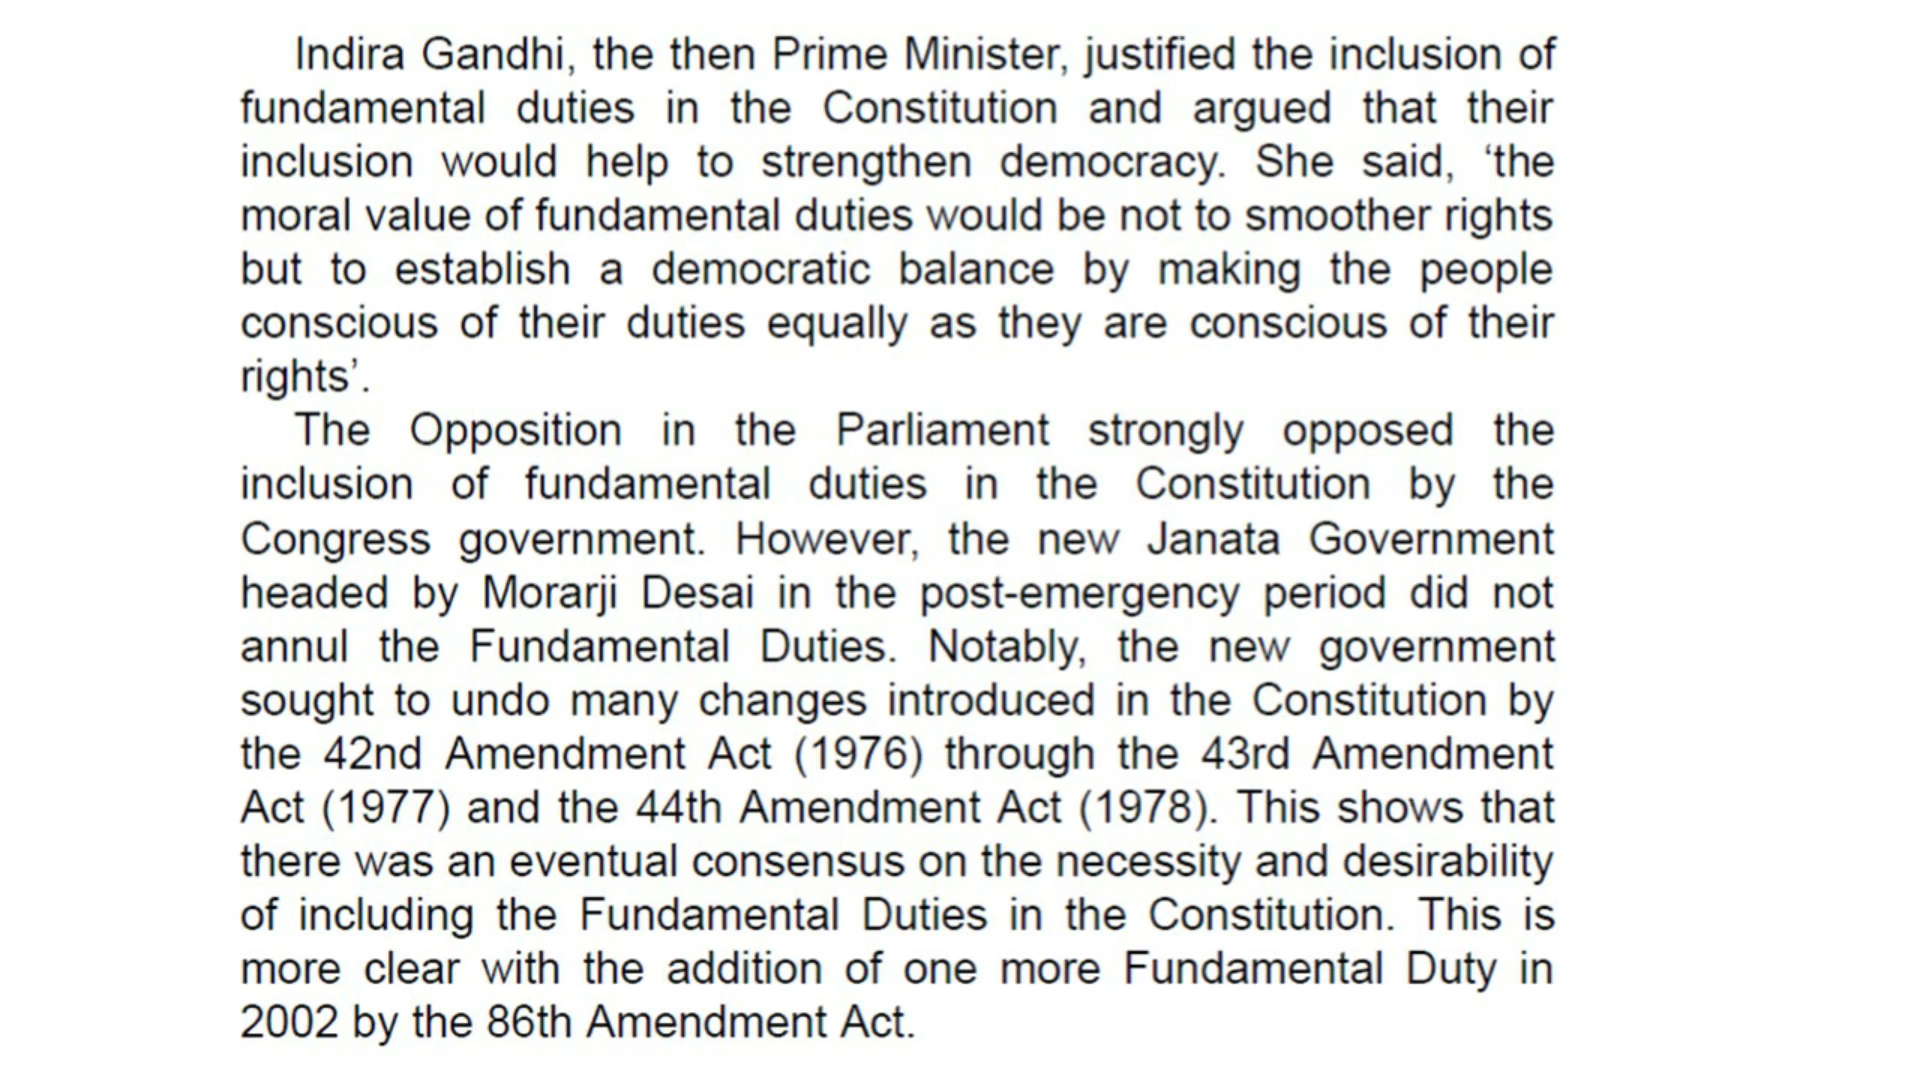 Indira Gandhi, the then Prime Minister, justified the inclusion of
fundamental duties in the Constitution and argued that their
inclusion would help to strengthen democracy. She said, ‘the
moral value of fundamental duties would be not to smoother rights
but to establish a democratic balance by making the people
conscious of their duties equally as they are conscious of their
rights’.
The Opposition in the Parliament strongly opposed the
inclusion of fundamental duties in the Constitution by the
Congress government. However, the new Janata Government
headed by Morarji Desai in the post-emergency period did not
annul the Fundamental Duties. Notably, the new government
sought to undo many changes introduced in the Constitution by
the 42nd Amendment Act (1976) through the 43rd Amendment
Act (1977) and the 44th Amendment Act (1978). This shows that
there was an eventual consensus on the necessity and desirability
of including the Fundamental Duties in the Constitution. This is
more clear with the addition of one more Fundamental Duty in
2002 by the 86th Amendment Act.